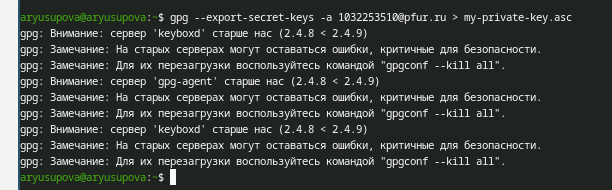 aryusupova@aryusupova:~$ gpg --export-secret-keys -a 1032253510@pfur.ru > my-private-key.asc
gpg: Внимание: сервер 'keyboxd' старше нас (2.4.8 < 2.4.9)
gpg: Замечание: На старых серверах могут оставаться ошибки, критичные для безопасности.
gpg: Замечание: Для их перезагрузки воспользуйтесь командой "gpgconf --kill all".
gpg: Внимание: сервер 'gpg-agent' старше нас (2.4.8 < 2.4.9)
gpg: Замечание: На старых серверах могут оставаться ошибки, критичные для безопасности.
gpg: Замечание: Для их перезагрузки воспользуйтесь командой "gpgconf --kill all".
gpg: Внимание: сервер 'keyboxd' старше нас (2.4.8 < 2.4.9)
gpg: Замечание: На старых серверах могут оставаться ошибки, критичные для безопасности.
gpg: Замечание: Для их перезагрузки воспользуйтесь командой "gpgconf --kill all".
aryusupova@aryusupova:~$